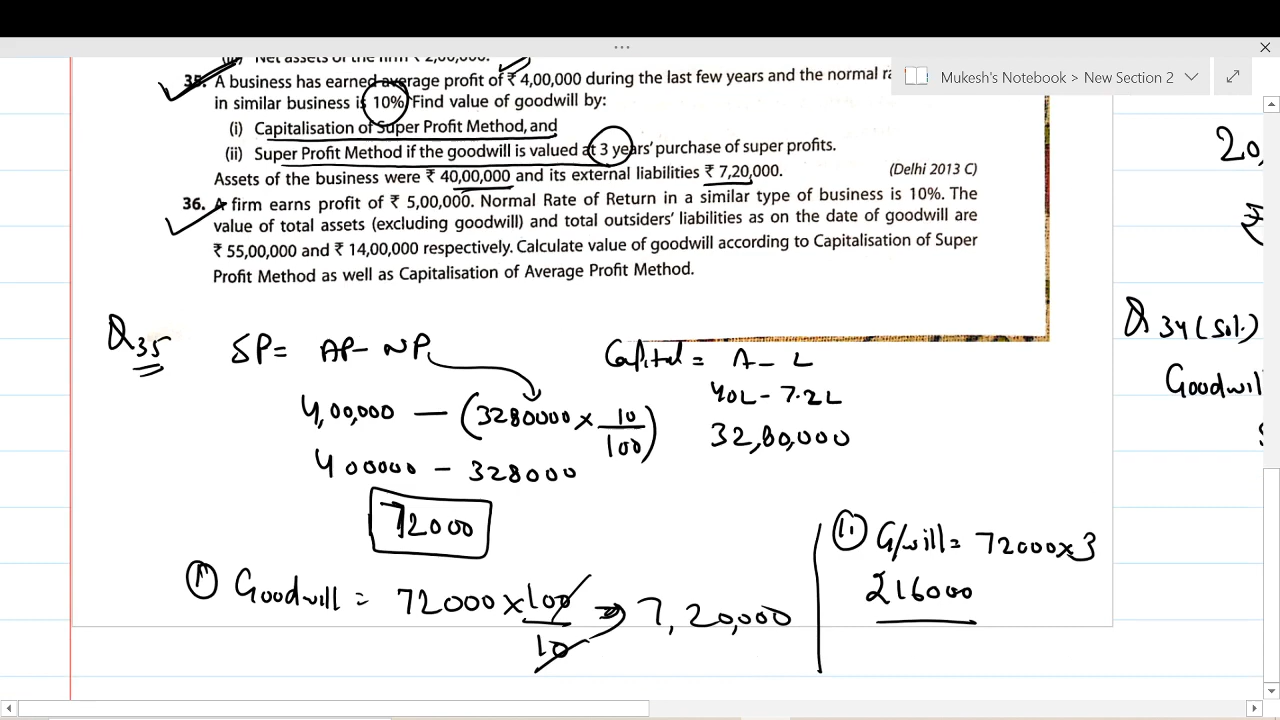 (iii) Net assets of the firm ₹ 2,00,000.
Mukesh's Notebook > New Section 2
35. A business has earned average profit of ₹ 4,00,000 during the last few years and the normal ra
in similar business is 10%. Find value of goodwill by:
(i) Capitalisation of Super Profit Method, and
(ii) Super Profit Method if the goodwill is valued at 3 years' purchase of super profits.
Assets of the business were ₹ 40,00,000 and its external liabilities ₹ 7,20,000. (Delhi 2013 C)
36. A firm earns profit of ₹ 5,00,000. Normal Rate of Return in a similar type of business is 10%. The
value of total assets (excluding goodwill) and total outsiders' liabilities as on the date of goodwill are
₹ 55,00,000 and ₹ 14,00,000 respectively. Calculate value of goodwill according to Capitalisation of Super
Profit Method as well as Capitalisation of Average Profit Method.
20,
₹
Q35
SP = AP - NP
4,00,000 - (3280000 × 10/100)
400000 - 328000
72000
Capital = A - L
40L - 7.2L
32,80,000
(i) Goodwill = 72000 × 100/10 → 7,20,000
(ii) G/will = 72000×3
216000
Q 34 (Sol.)
Goodwil